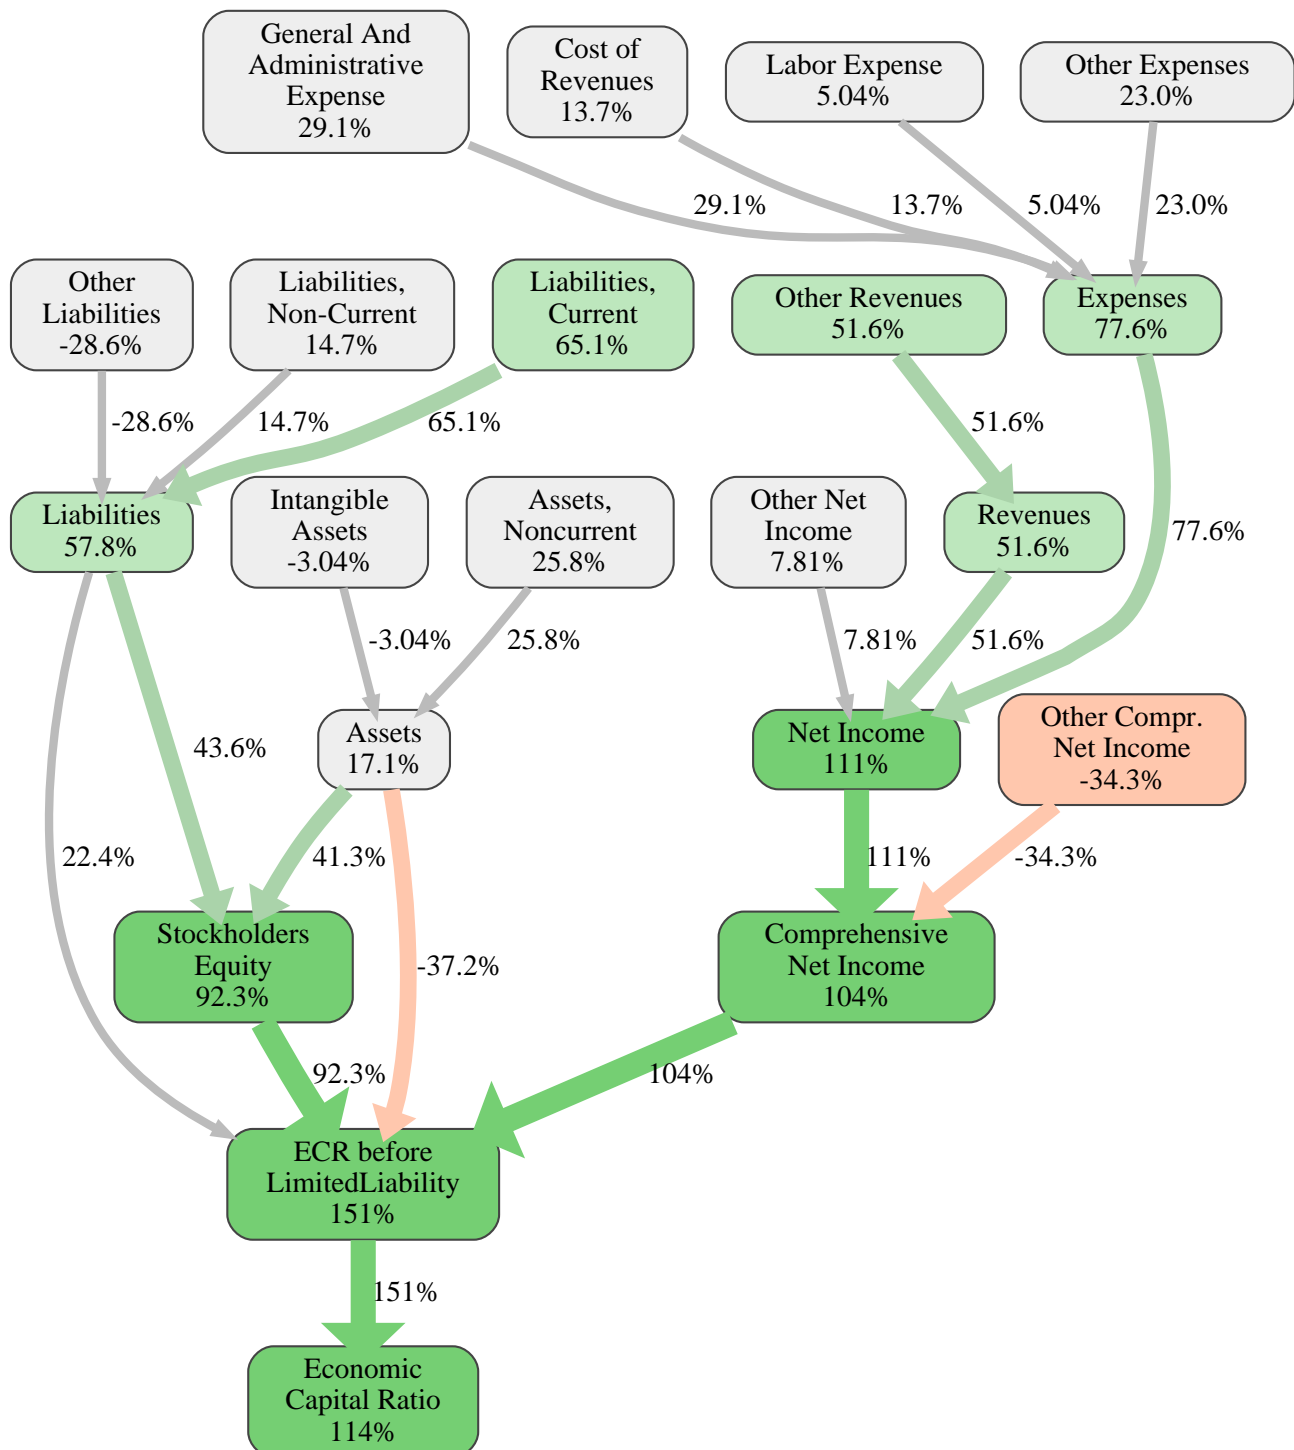 General And
Administrative
Expense
29.1%
Cost of
Revenues
13.7%
Labor Expense
5.04%
Other Expenses
23.0%
29.1%
13.7%
5.04%
23.0%
Other
Liabilities
-28.6%
Liabilities,
Non-Current
14.7%
Liabilities,
Current
65.1%
Other Revenues
51.6%
Expenses
77.6%
-28.6%
14.7%
65.1%
51.6%
Liabilities
57.8%
Intangible
Assets
-3.04%
Assets,
Noncurrent
25.8%
Other Net
Income
7.81%
Revenues
51.6%
77.6%
-3.04%
25.8%
7.81%
51.6%
43.6%
Assets
17.1%
Net Income
111%
Other Compr.
Net Income
-34.3%
22.4%
41.3%
111%
-34.3%
Stockholders
Equity
92.3%
-37.2%
Comprehensive
Net Income
104%
92.3%
104%
ECR before
LimitedLiability
151%
151%
Economic
Capital Ratio
114%